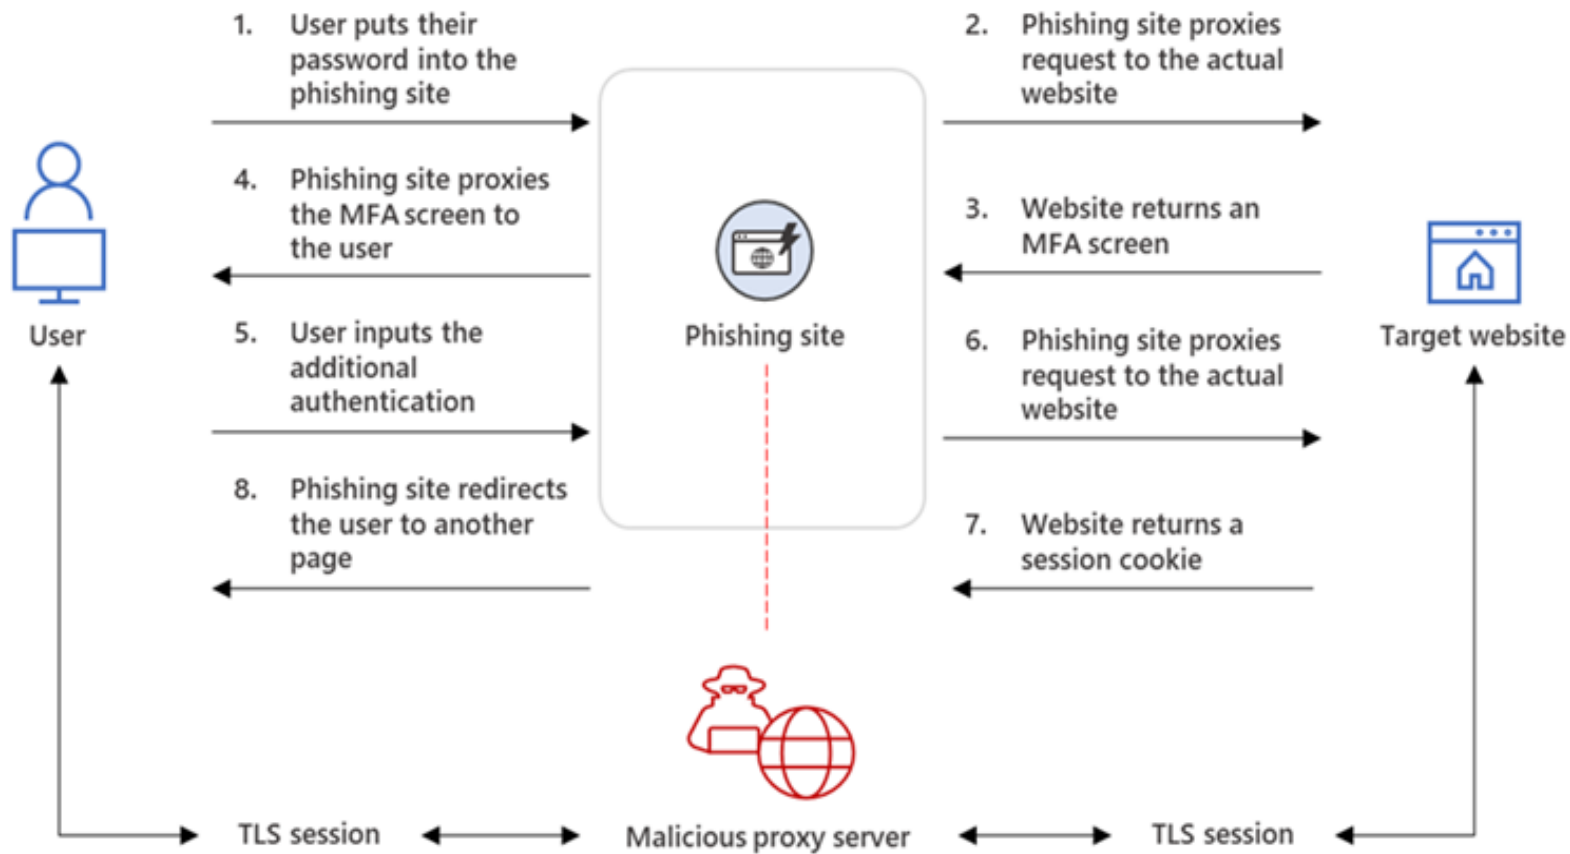 1. User puts their
password into the
phishing site
2. Phishing site proxies
request to the actual
website
4. Phishing site proxies
the MFA screen to
the user
3. Website returns an
MFA screen
User
Phishing site
Target website
5. User inputs the
additional
authentication
6. Phishing site proxies
request to the actual
website
8. Phishing site redirects
the user to another
page
7. Website returns a
session cookie
TLS session
Malicious proxy server
TLS session